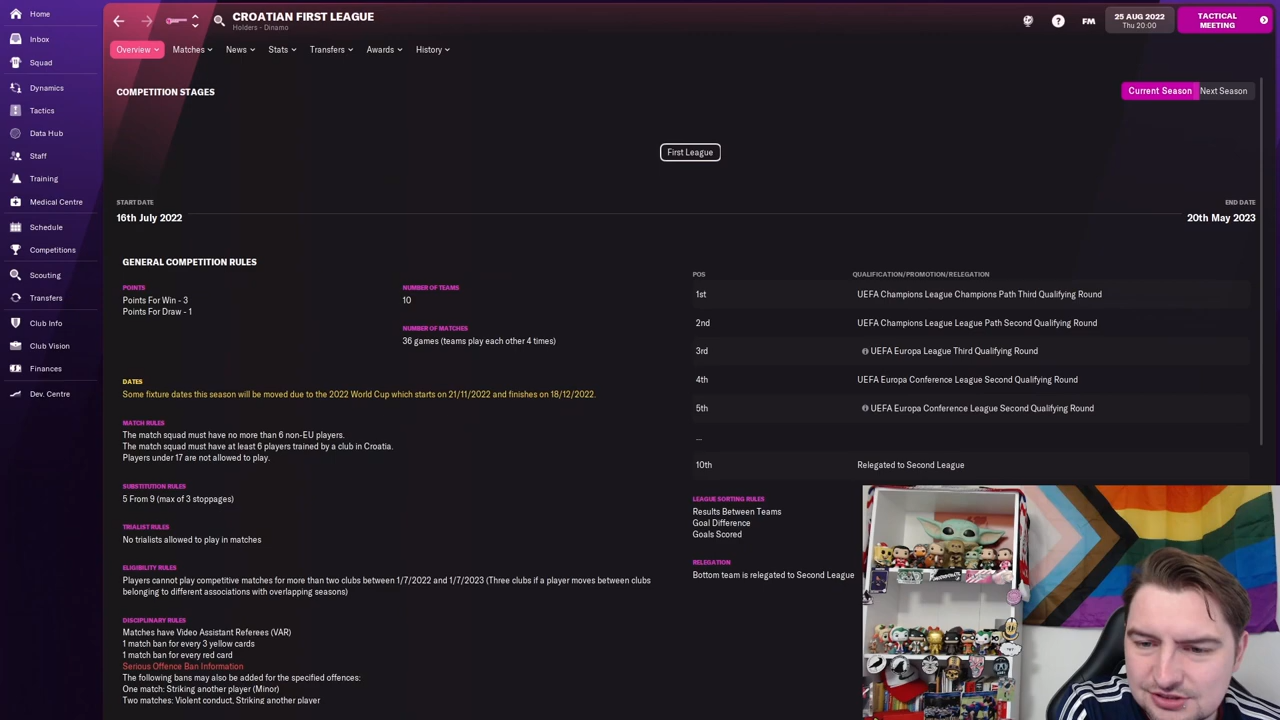 Home
Inbox
Squad
Dynamics
Tactics
Data Hub
Staff
Training
Medical Centre
Schedule
Competitions
Scouting
Transfers
Club Info
Club Vision
Finances
Dev. Centre
CROATIAN FIRST LEAGUE
Holders - Dinamo
FM
25 AUG 2022
Thu 20:00
TACTICAL
MEETING
Overview
Matches
News
Stats
Transfers
Awards
History
COMPETITION STAGES
Current Season
Next Season
First League
START DATE
16th July 2022
END DATE
20th May 2023
GENERAL COMPETITION RULES
POINTS
Points For Win - 3
Points For Draw - 1
NUMBER OF TEAMS
10
NUMBER OF MATCHES
36 games (teams play each other 4 times)
DATES
Some fixture dates this season will be moved due to the 2022 World Cup which starts on 21/11/2022 and finishes on 18/12/2022.
MATCH RULES
The match squad must have no more than 6 non-EU players.
The match squad must have at least 6 players trained by a club in Croatia.
Players under 17 are not allowed to play.
SUBSTITUTION RULES
5 From 9 (max of 3 stoppages)
TRIALIST RULES
No trialists allowed to play in matches
ELIGIBILITY RULES
Players cannot play competitive matches for more than two clubs between 1/7/2022 and 1/7/2023 (Three clubs if a player moves between clubs
belonging to different associations with overlapping seasons)
DISCIPLINARY RULES
Matches have Video Assistant Referees (VAR)
1 match ban for every 3 yellow cards
1 match ban for every red card
Serious Offence Ban Information
The following bans may also be added for the specified offences:
One match: Striking another player (Minor)
Two matches: Violent conduct, Striking another player
POS QUALIFICATION/PROMOTION/RELEGATION
1st UEFA Champions League Champions Path Third Qualifying Round
2nd UEFA Champions League League Path Second Qualifying Round
3rd UEFA Europa League Third Qualifying Round
4th UEFA Europa Conference League Second Qualifying Round
5th UEFA Europa Conference League Second Qualifying Round
—
10th Relegated to Second League
LEAGUE SORTING RULES
Results Between Teams
Goal Difference
Goals Scored
RELEGATION
Bottom team is relegated to Second League